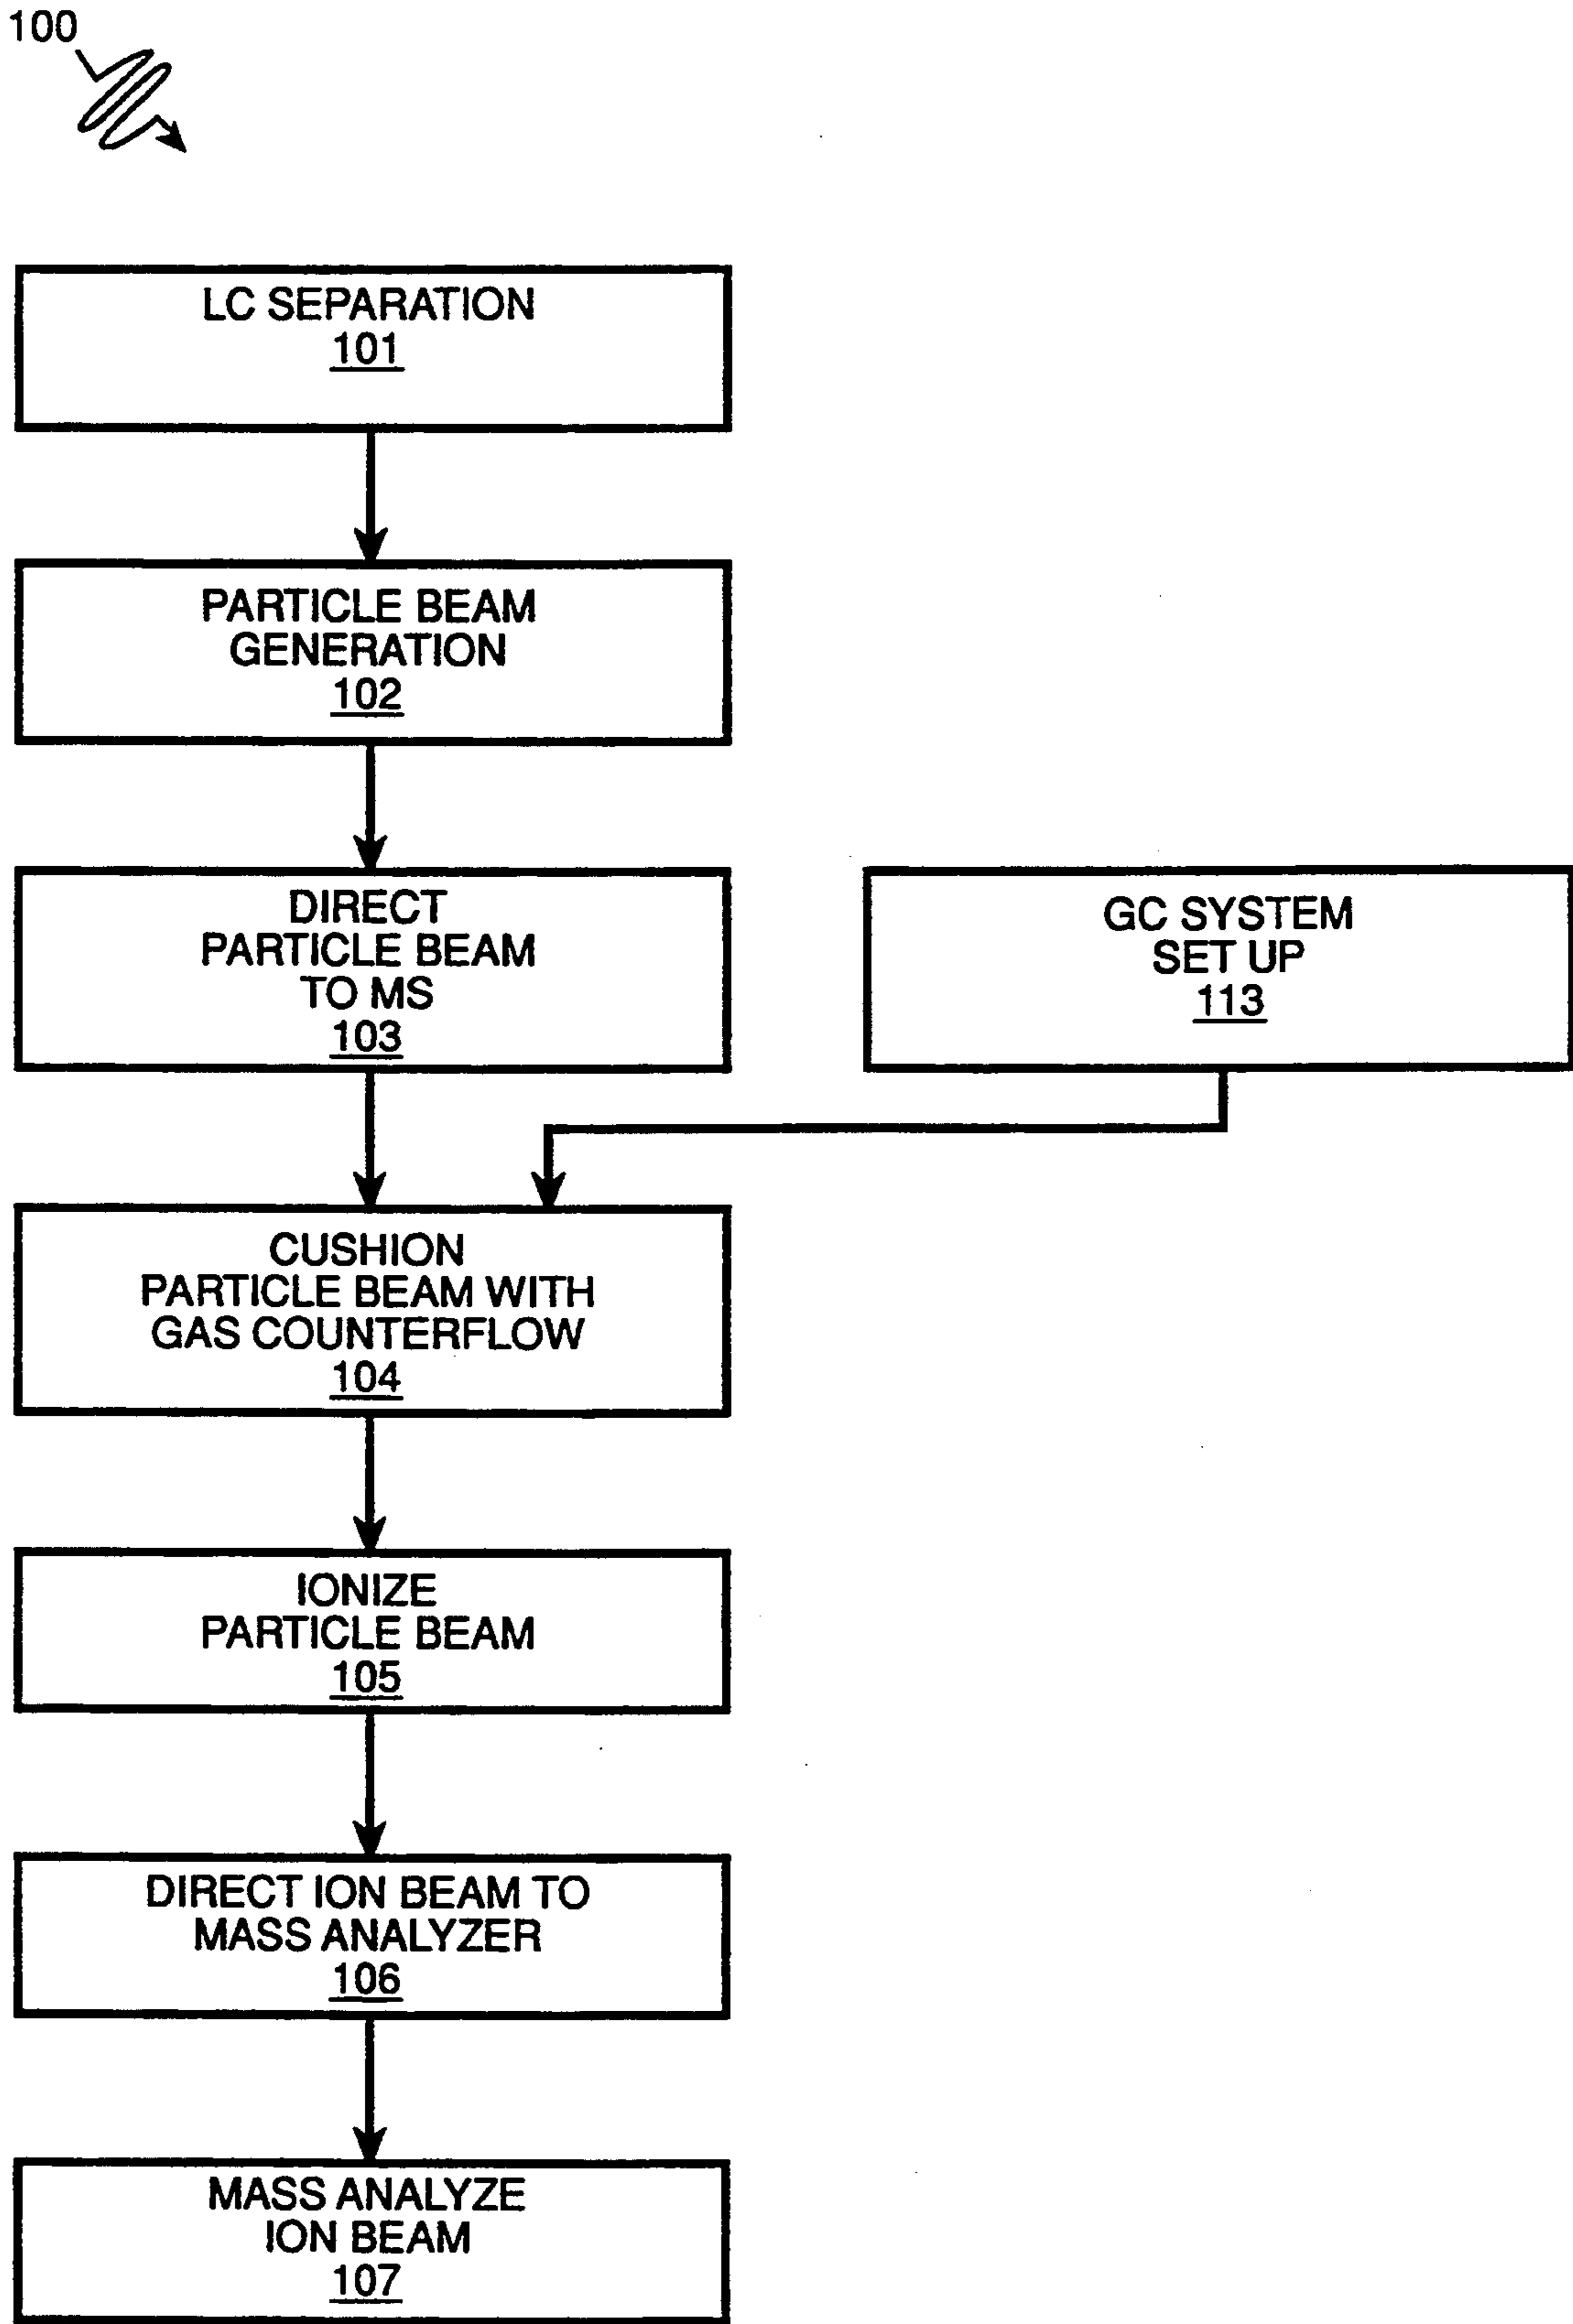 100
LC SEPARATION
101
PARTICLE BEAM
GENERATION
102
DIRECT
PARTICLE BEAM
TO MS
103
GC SYSTEM
SET UP
113
CUSHION
PARTICLE BEAM WITH
GAS COUNTERFLOW
104
IONIZE
PARTICLE BEAM
105
DIRECT ION BEAM TO
MASS ANALYZER
106
MASS ANALYZE
ION BEAM
107